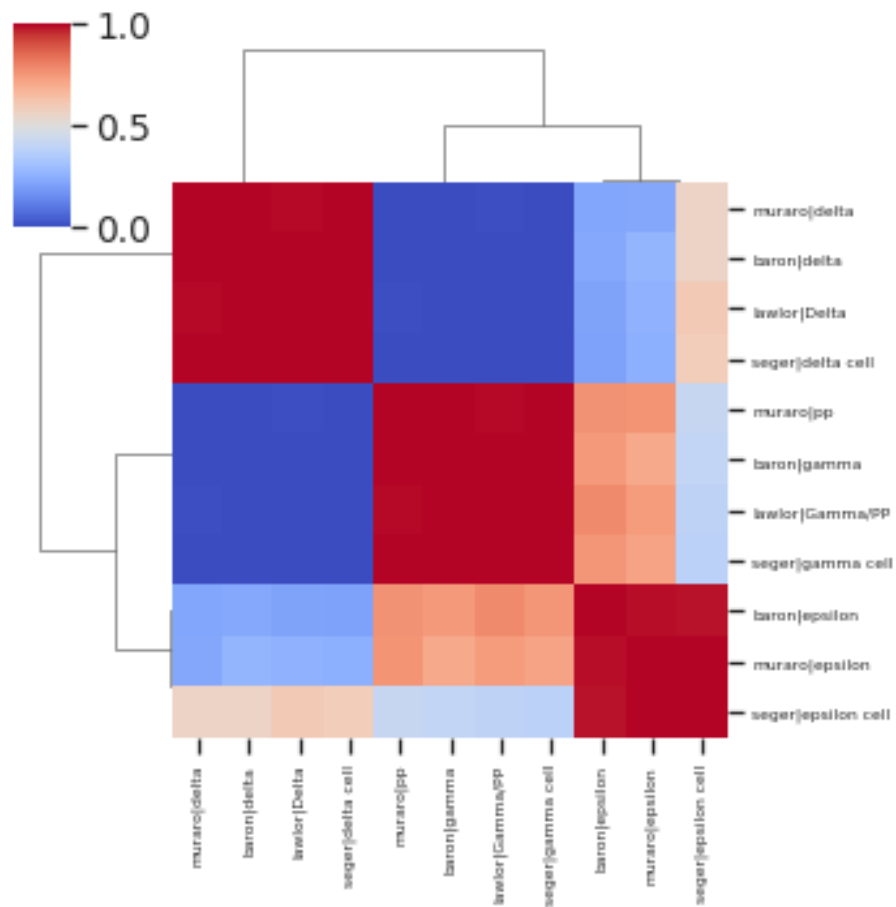 1.0
0.5
0.0
muraro|delta
baron|delta
lawlor|Delta
seger|delta cell
muraro|pp
baron|gamma
lawlor|Gamma/PP
seger|gamma cell
baron|epsilon
muraro|epsilon
seger|epsilon cell
muraro|delta
baron|delta
lawlor|Delta
seger|delta cell
muraro|pp
baron|gamma
lawlor|Gamma/PP
seger|gamma cell
baron|epsilon
muraro|epsilon
seger|epsilon cell